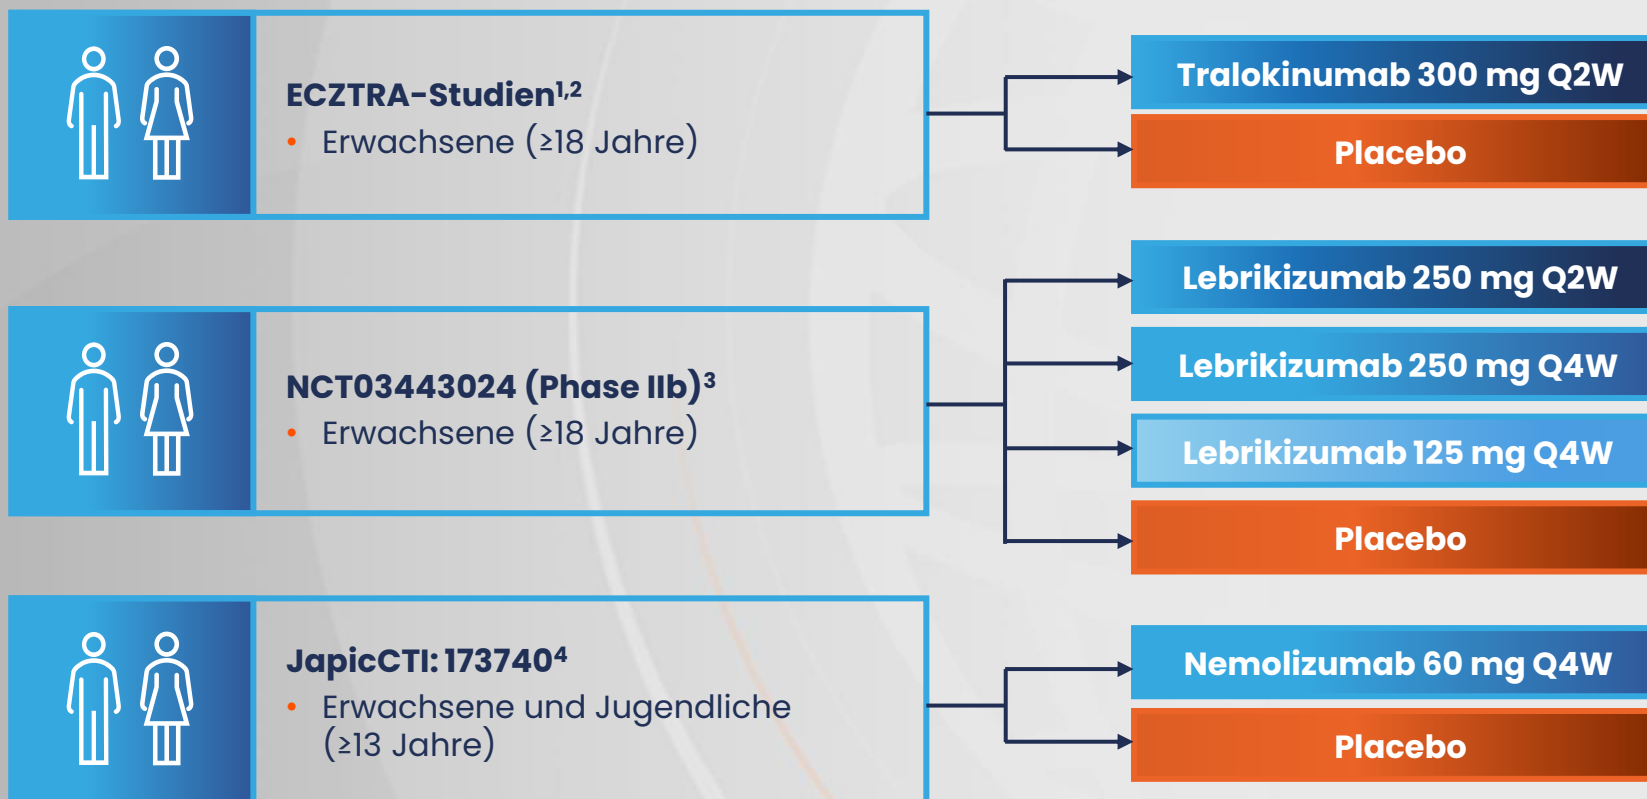 ECZTRA-Studien¹,²
• Erwachsene (≥18 Jahre)
Tralokinumab 300 mg Q2W
Placebo
NCT03443024 (Phase IIb)³
• Erwachsene (≥18 Jahre)
Lebrikizumab 250 mg Q2W
Lebrikizumab 250 mg Q4W
Lebrikizumab 125 mg Q4W
Placebo
JapicCTI: 173740⁴
• Erwachsene und Jugendliche
(≥13 Jahre)
Nemolizumab 60 mg Q4W
Placebo